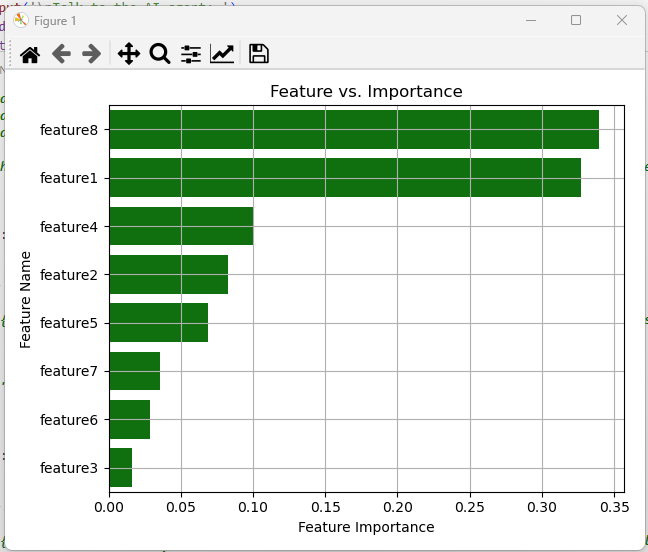 Figure 1
Feature vs. Importance
feature8
feature1
feature4
feature2
feature5
feature7
feature6
feature3
Feature Name
0.00 0.05 0.10 0.15 0.20 0.25 0.30 0.35
Feature Importance